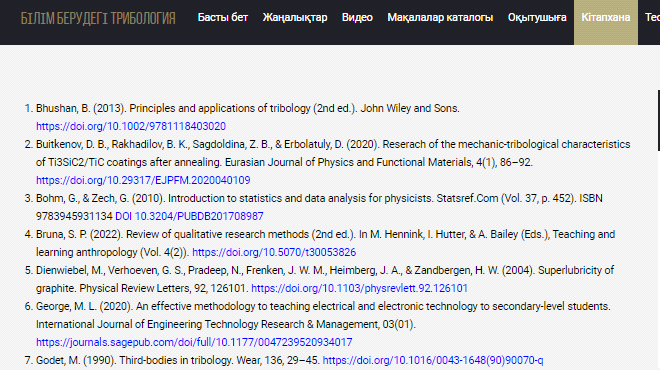 БІЛІМ БЕРУДЕГІ ТРИБОЛОГИЯ
Басты бет Жаңалықтар Видео Мақалалар каталогы Оқытушыға Кітапхана Тес
1. Bhushan, B. (2013). Principles and applications of tribology (2nd ed.). John Wiley and Sons.
https://doi.org/10.1002/9781118403020
2. Buitkenov, D. B., Rakhadilov, B. K., Sagdoldina, Z. B., & Erbolatuly, D. (2020). Reserach of the mechanic-tribological characteristics
of Ti3SiC2/TiC coatings after annealing. Eurasian Journal of Physics and Functional Materials, 4(1), 86–92.
https://doi.org/10.29317/EJPFM.2020040109
3. Bohm, G., & Zech, G. (2010). Introduction to statistics and data analysis for physicists. Statsref.Com (Vol. 37, p. 452). ISBN
9783945931134 DOI 10.3204/PUBDB201708987
4. Bruna, S. P. (2022). Review of qualitative research methods (2nd ed.). In M. Hennink, I. Hutter, & A. Bailey (Eds.), Teaching and
learning anthropology (Vol. 4(2)). https://doi.org/10.5070/t30053826
5. Dienwiebel, M., Verhoeven, G. S., Pradeep, N., Frenken, J. W. M., Heimberg, J. A., & Zandbergen, H. W. (2004). Superlubricity of
graphite. Physical Review Letters, 92, 126101. https://doi.org/10.1103/physrevlett.92.126101
6. George, M. L. (2020). An effective methodology to teaching electrical and electronic technology to secondary-level students.
International Journal of Engineering Technology Research & Management, 03(01).
https://journals.sagepub.com/doi/full/10.1177/0047239520934017
7. Godet, M. (1990). Third-bodies in tribology. Wear, 136, 29–45. https://doi.org/10.1016/0043-1648(90)90070-q